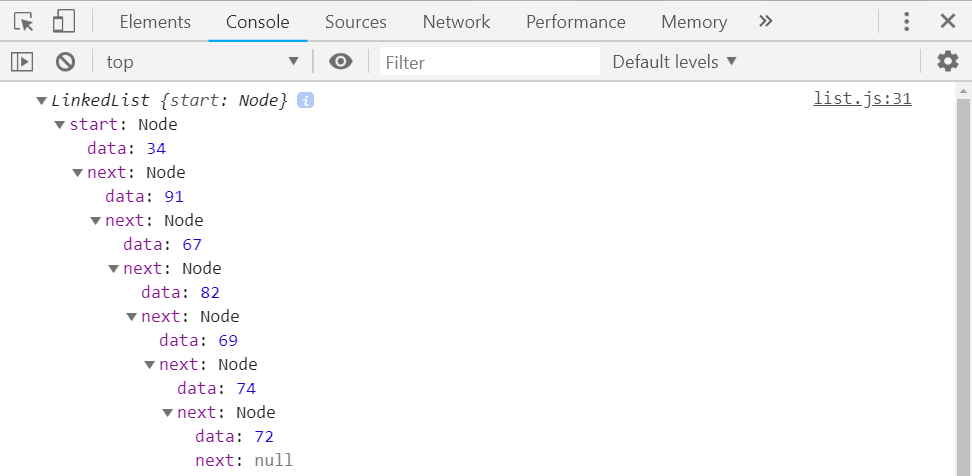 Elements Console Sources Network Performance Memory »
top Filter Default levels
LinkedList {start: Node} i list.js:31
start: Node
data: 34
next: Node
data: 91
next: Node
data: 67
next: Node
data: 82
next: Node
data: 69
next: Node
data: 74
next: Node
data: 72
next: null